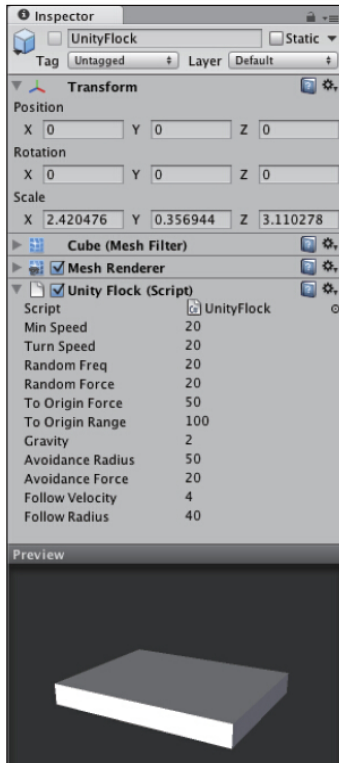 Inspector
UnityFlock Static
Tag Untagged Layer Default
Transform
Position
X 0 Y 0 Z 0
Rotation
X 0 Y 0 Z 0
Scale
X 2.420476 Y 0.356944 Z 3.110278
Cube (Mesh Filter)
Mesh Renderer
Unity Flock (Script)
Script UnityFlock
Min Speed 20
Turn Speed 20
Random Freq 20
Random Force 20
To Origin Force 50
To Origin Range 100
Gravity 2
Avoidance Radius 50
Avoidance Force 20
Follow Velocity 4
Follow Radius 40
Preview